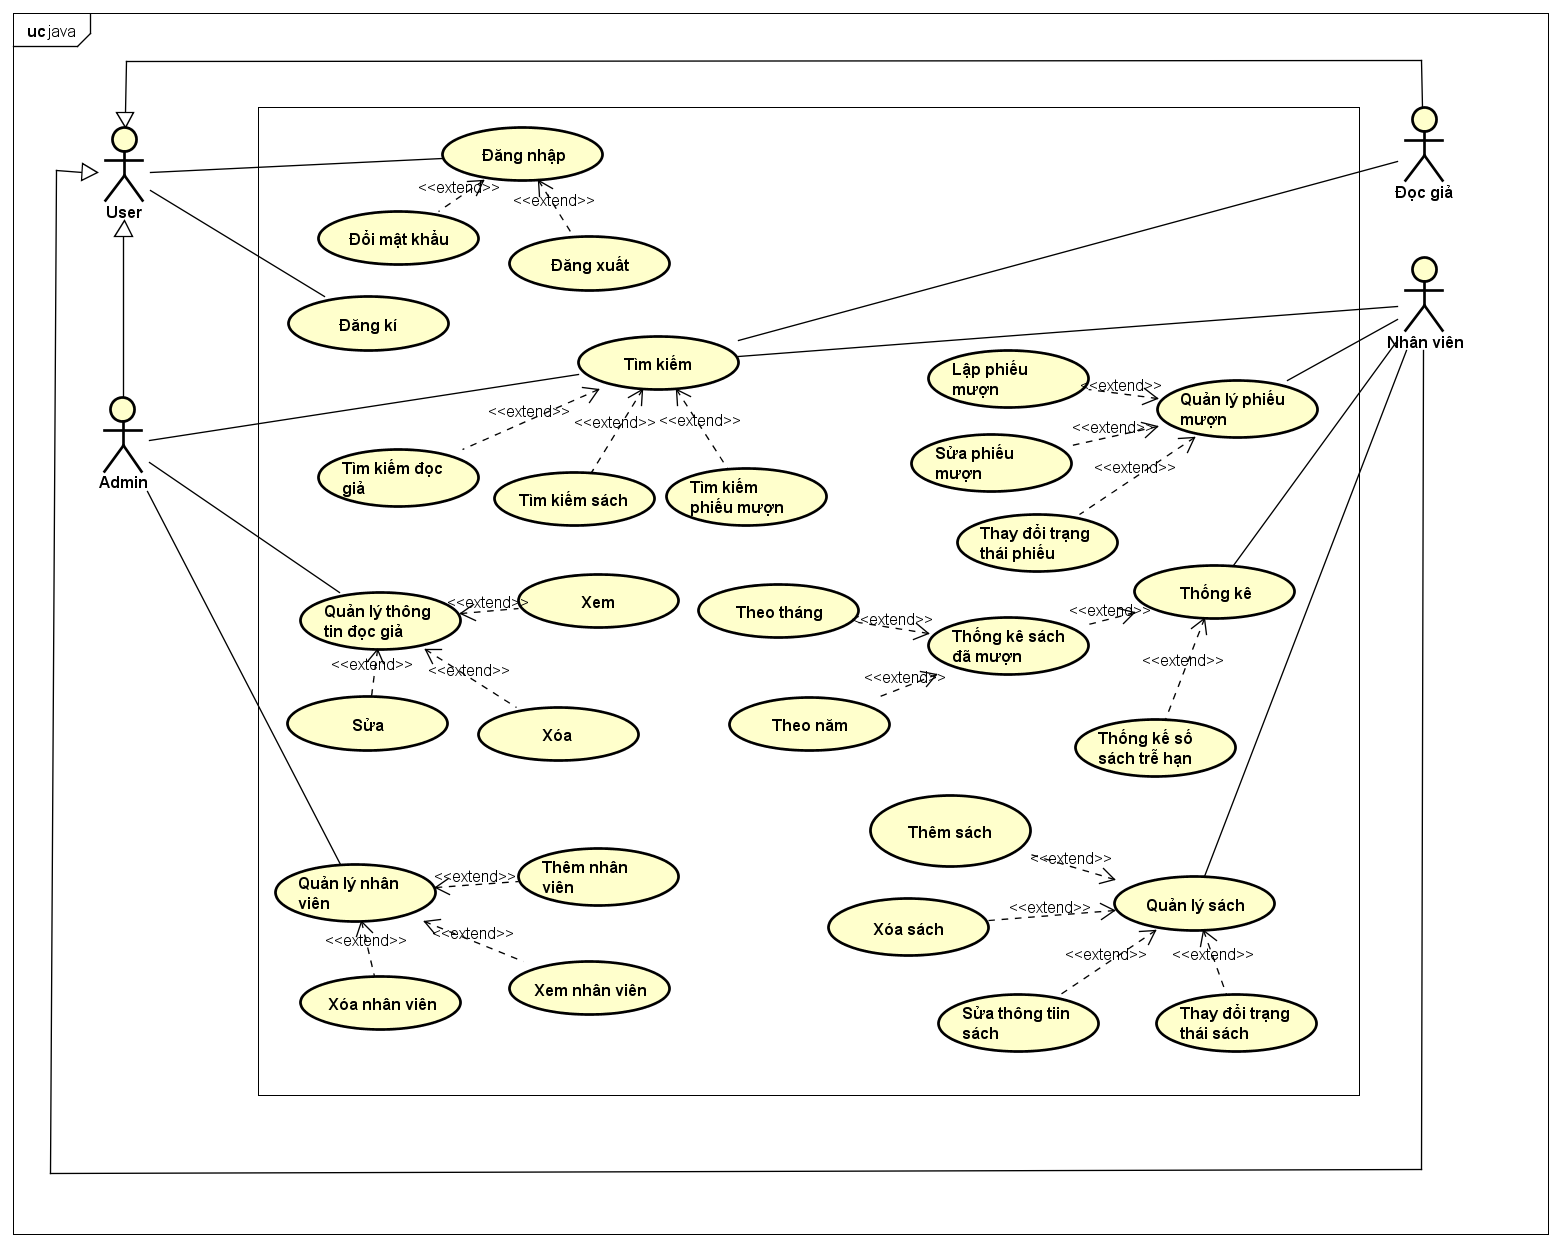 uc java
Đăng nhập
<<extend>>
<<extend>>
User
Đọc giả
Đổi mật khẩu
Đăng xuất
Đăng kí
Nhân viên
Tìm kiếm
Lập phiếu
mượn
<<extend>>
Quản lý phiếu
mượn
<<extend>>
<<extend>>
<<extend>>
<<extend>>
Sửa phiếu
mượn
<<extend>>
Admin
Tìm kiếm đọc
giả
Tìm kiếm sách
Tìm kiếm
phiếu mượn
Thay đổi trạng
thái phiếu
Quản lý thông
tin đọc giả
<<extend>>
Xem
Theo tháng
<<extend>>
Thống kê sách
đã mượn
<<extend>>
Thống kê
<<extend>>
<<extend>>
<<extend>>
<<extend>>
Sửa
Xóa
Theo năm
Thống kế số
sách trễ hạn
Thêm sách
<<extend>>
Quản lý nhân
viên
<<extend>>
Thêm nhân
viên
Xóa sách
<<extend>>
Quản lý sách
<<extend>>
<<extend>>
<<extend>>
<<extend>>
Xóa nhân viên
Xem nhân viên
Sửa thông tiin
sách
Thay đổi trạng
thái sách